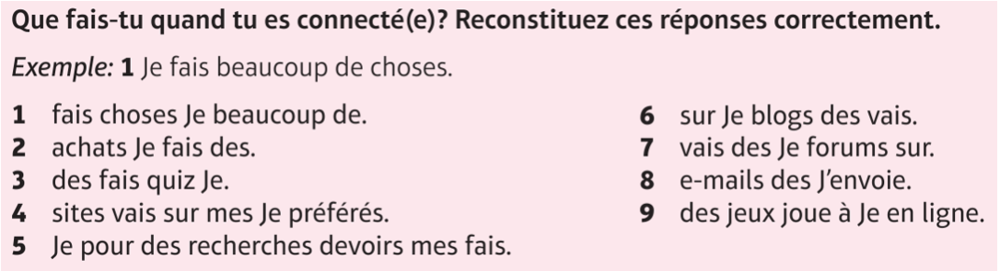 Que fais-tu quand tu es connecté(e)? Reconstituez ces réponses correctement.
Exemple: 1 Je fais beaucoup de choses.
1 fais choses Je beaucoup de.
2 achats Je fais des.
3 des fais quiz Je.
4 sites vais sur mes Je préférés.
5 Je pour des recherches devoirs mes fais.
6 sur Je blogs des vais.
7 vais des Je forums sur.
8 e-mails des J’envoie.
9 des jeux joue à Je en ligne.